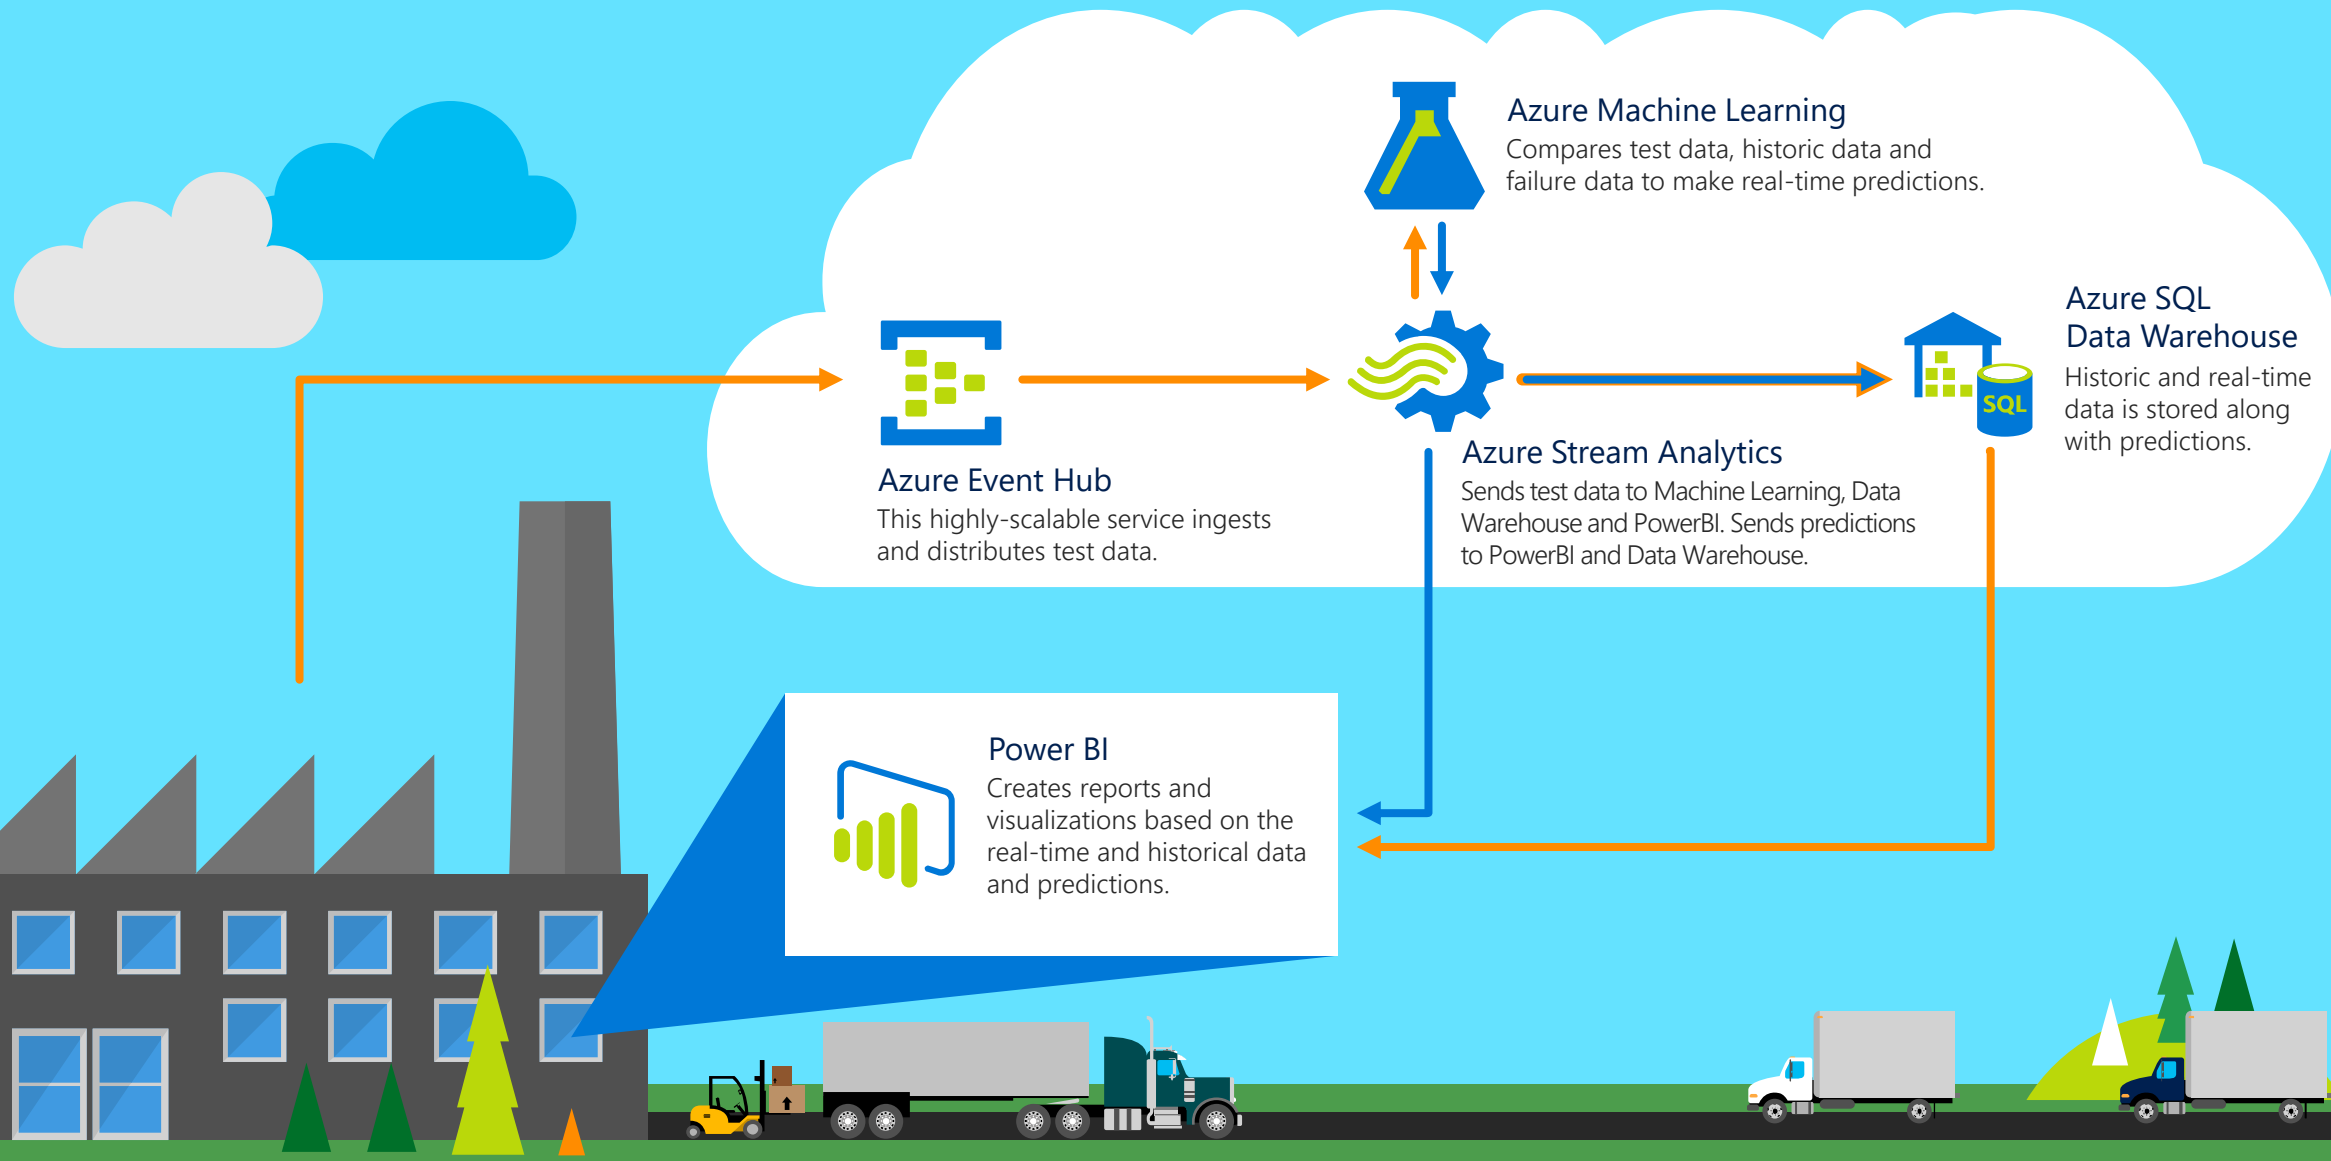 Azure Machine Learning
Compares test data, historic data and
failure data to make real-time predictions.
Azure SQL
Data Warehouse
Historic and real-time
data is stored along
with predictions.
SQL
Azure Event Hub
This highly-scalable service ingests
and distributes test data.
Azure Stream Analytics
Sends test data to Machine Learning, Data
Warehouse and PowerBI. Sends predictions
to PowerBI and Data Warehouse.
Power BI
Creates reports and
visualizations based on the
real-time and historical data
and predictions.